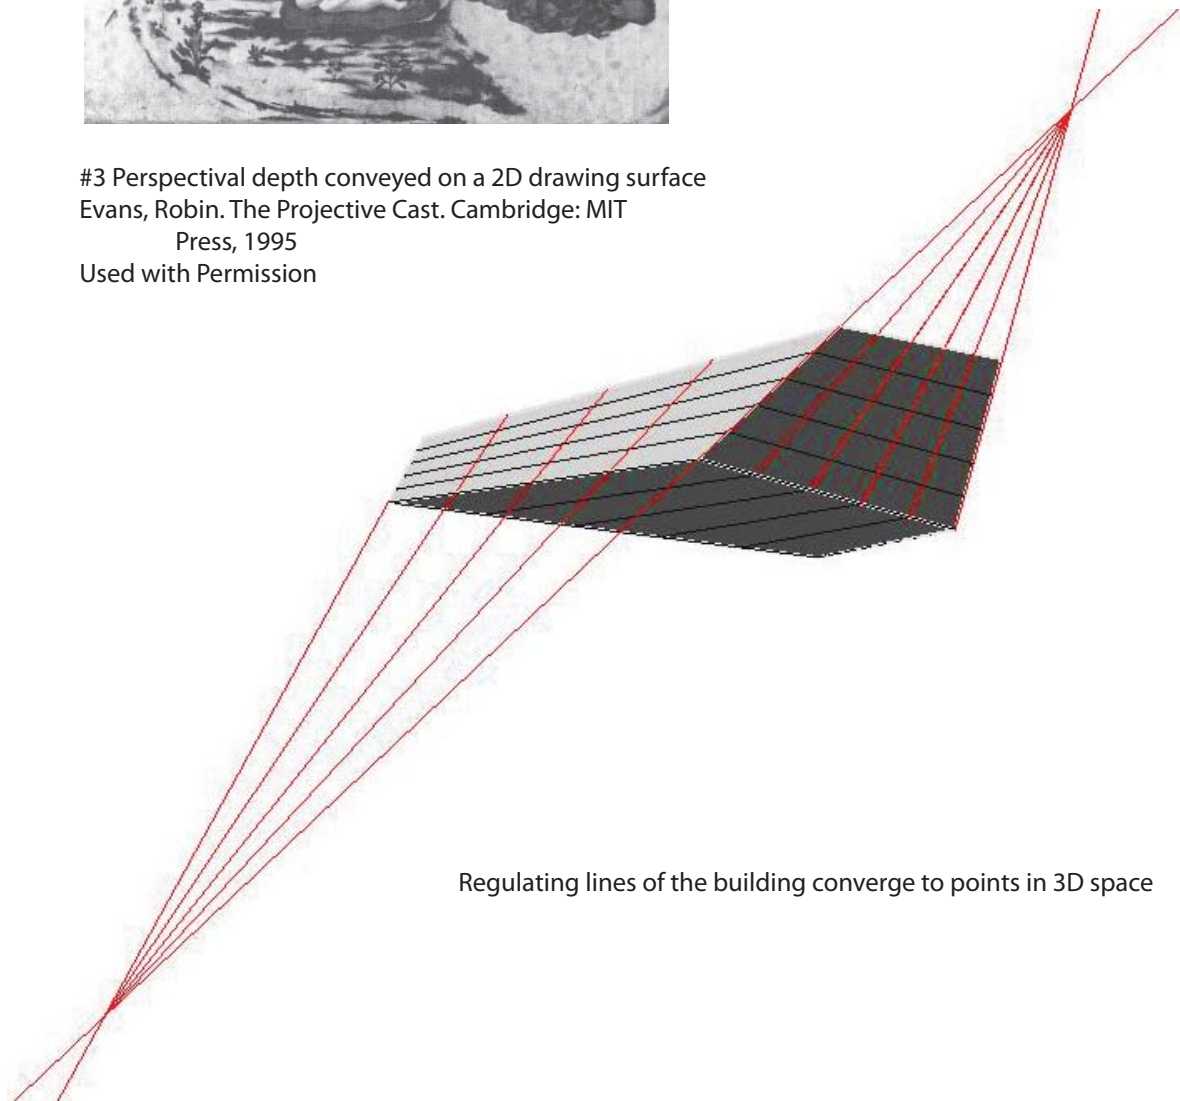 #3 Perspectival depth conveyed on a 2D drawing surface
Evans, Robin. The Projective Cast. Cambridge: MIT
Press, 1995
Used with Permission
Regulating lines of the building converge to points in 3D space